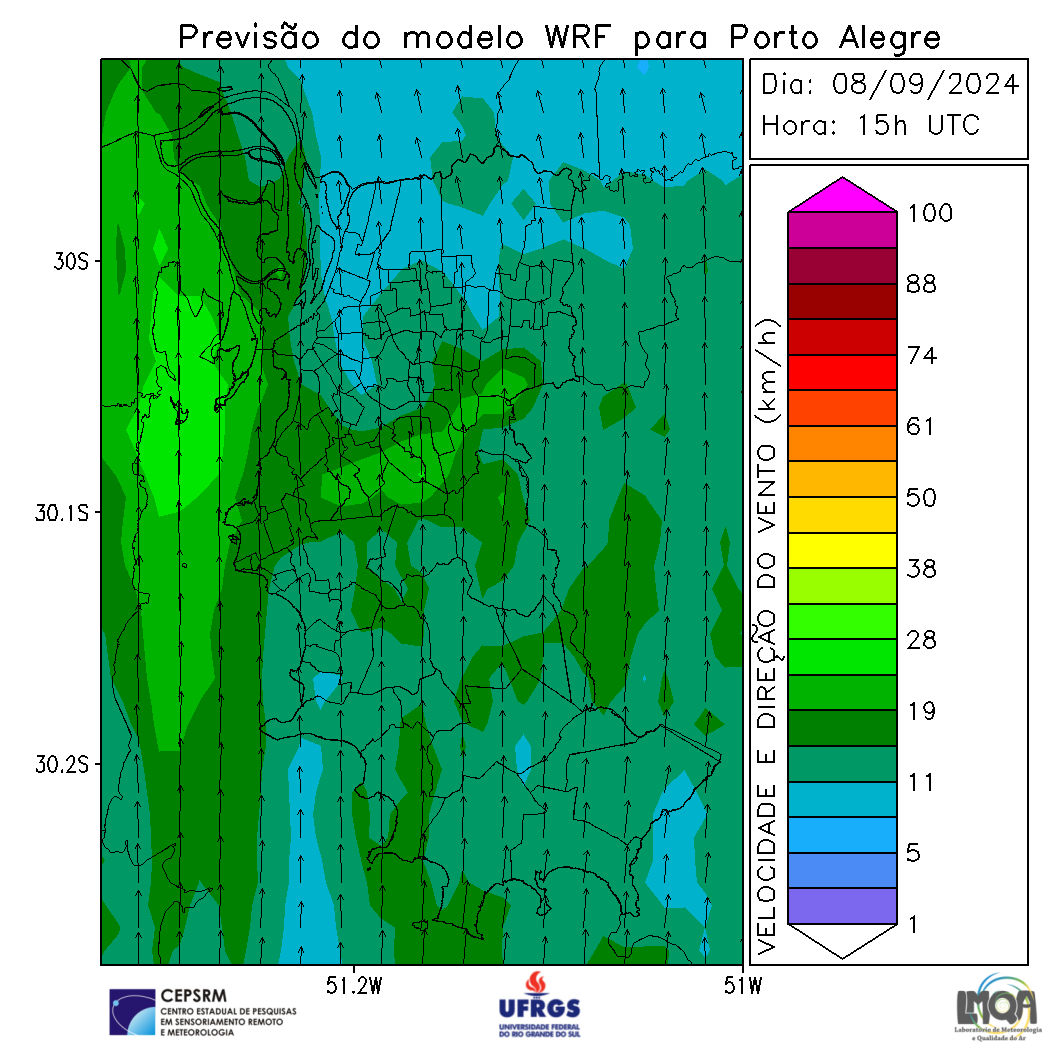 Previsão do modelo WRF para Porto Alegre
Dia: 08/09/2024
Hora: 15h UTC
30S
30.1S
30.2S
51.2W
51W
VELOCIDADE E DIREÇÃO DO VENTO (km/h)
100
88
74
61
50
38
28
19
11
5
1
CEPSRM
CENTRO ESTADUAL DE PESQUISAS
EM SENSORIAMENTO REMOTO
E METEOROLOGIA
UFRGS
UNIVERSIDADE FEDERAL
DO RIO GRANDE DO SUL
LMQA
Laboratório de Meteorologia
e Qualidade do Ar